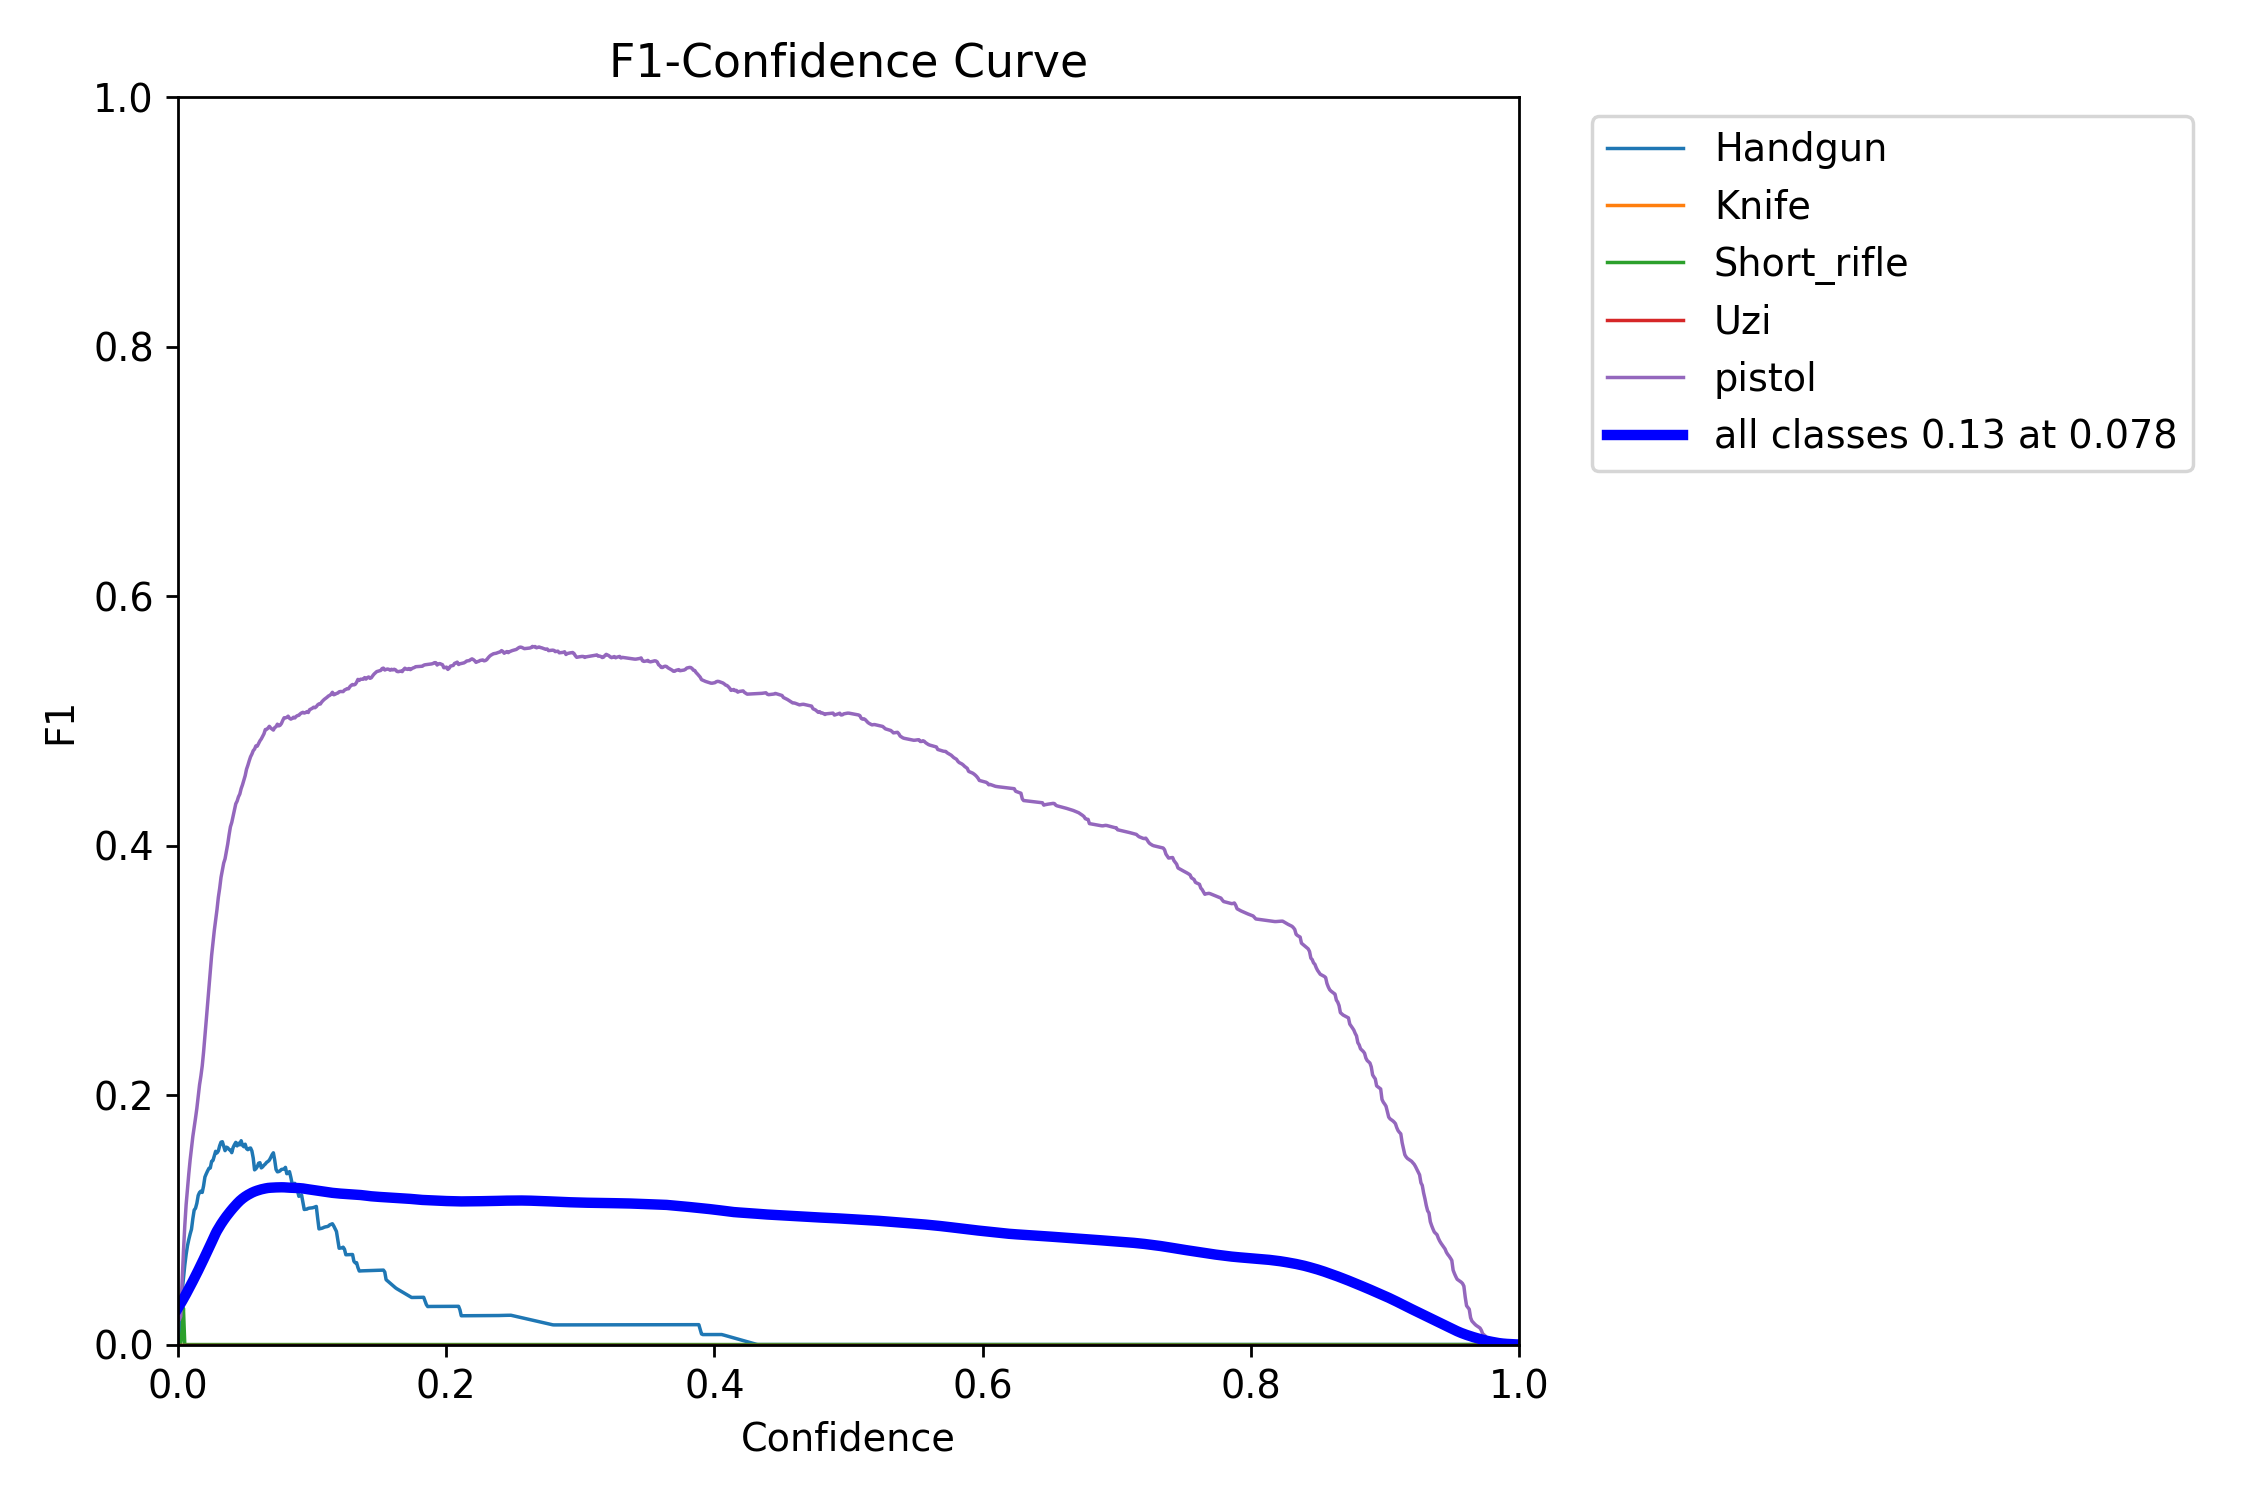 F1-Confidence Curve
1.0
0.8
0.6
0.4
0.2
0.0
F1
0.0 0.2 0.4 0.6 0.8 1.0
Confidence
Handgun
Knife
Short_rifle
Uzi
pistol
all classes 0.13 at 0.078